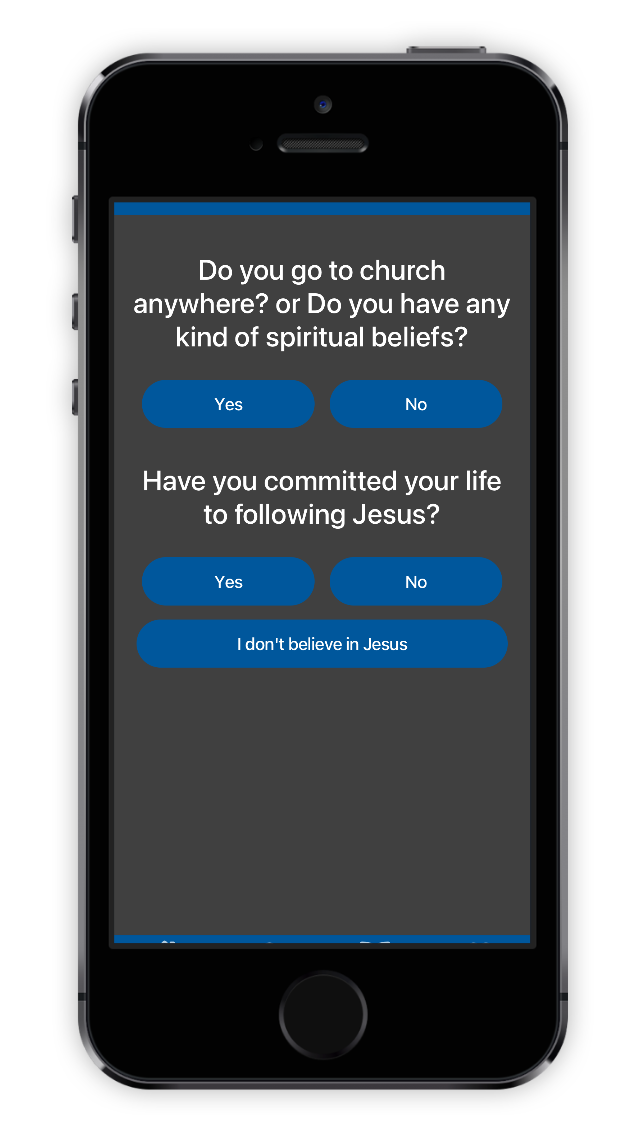 Do you go to church
anywhere? or Do you have any
kind of spiritual beliefs?
Yes
No
Have you committed your life
to following Jesus?
Yes
No
I don't believe in Jesus